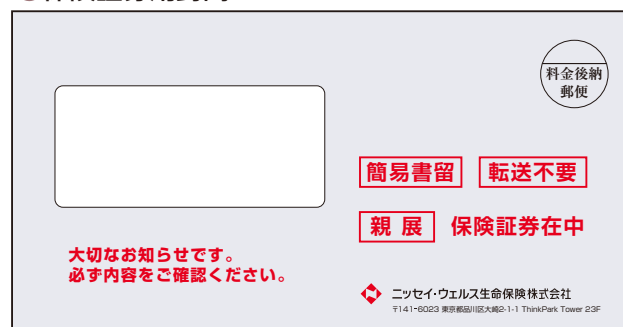 料金後納
郵便
簡易書留 転送不要
親展 保険証券在中
大切なお知らせです。
必ず内容をご確認ください。
ニッセイ・ウェルス生命保険株式会社
〒141-6023 東京都品川区大崎2-1-1 ThinkPark Tower 23F